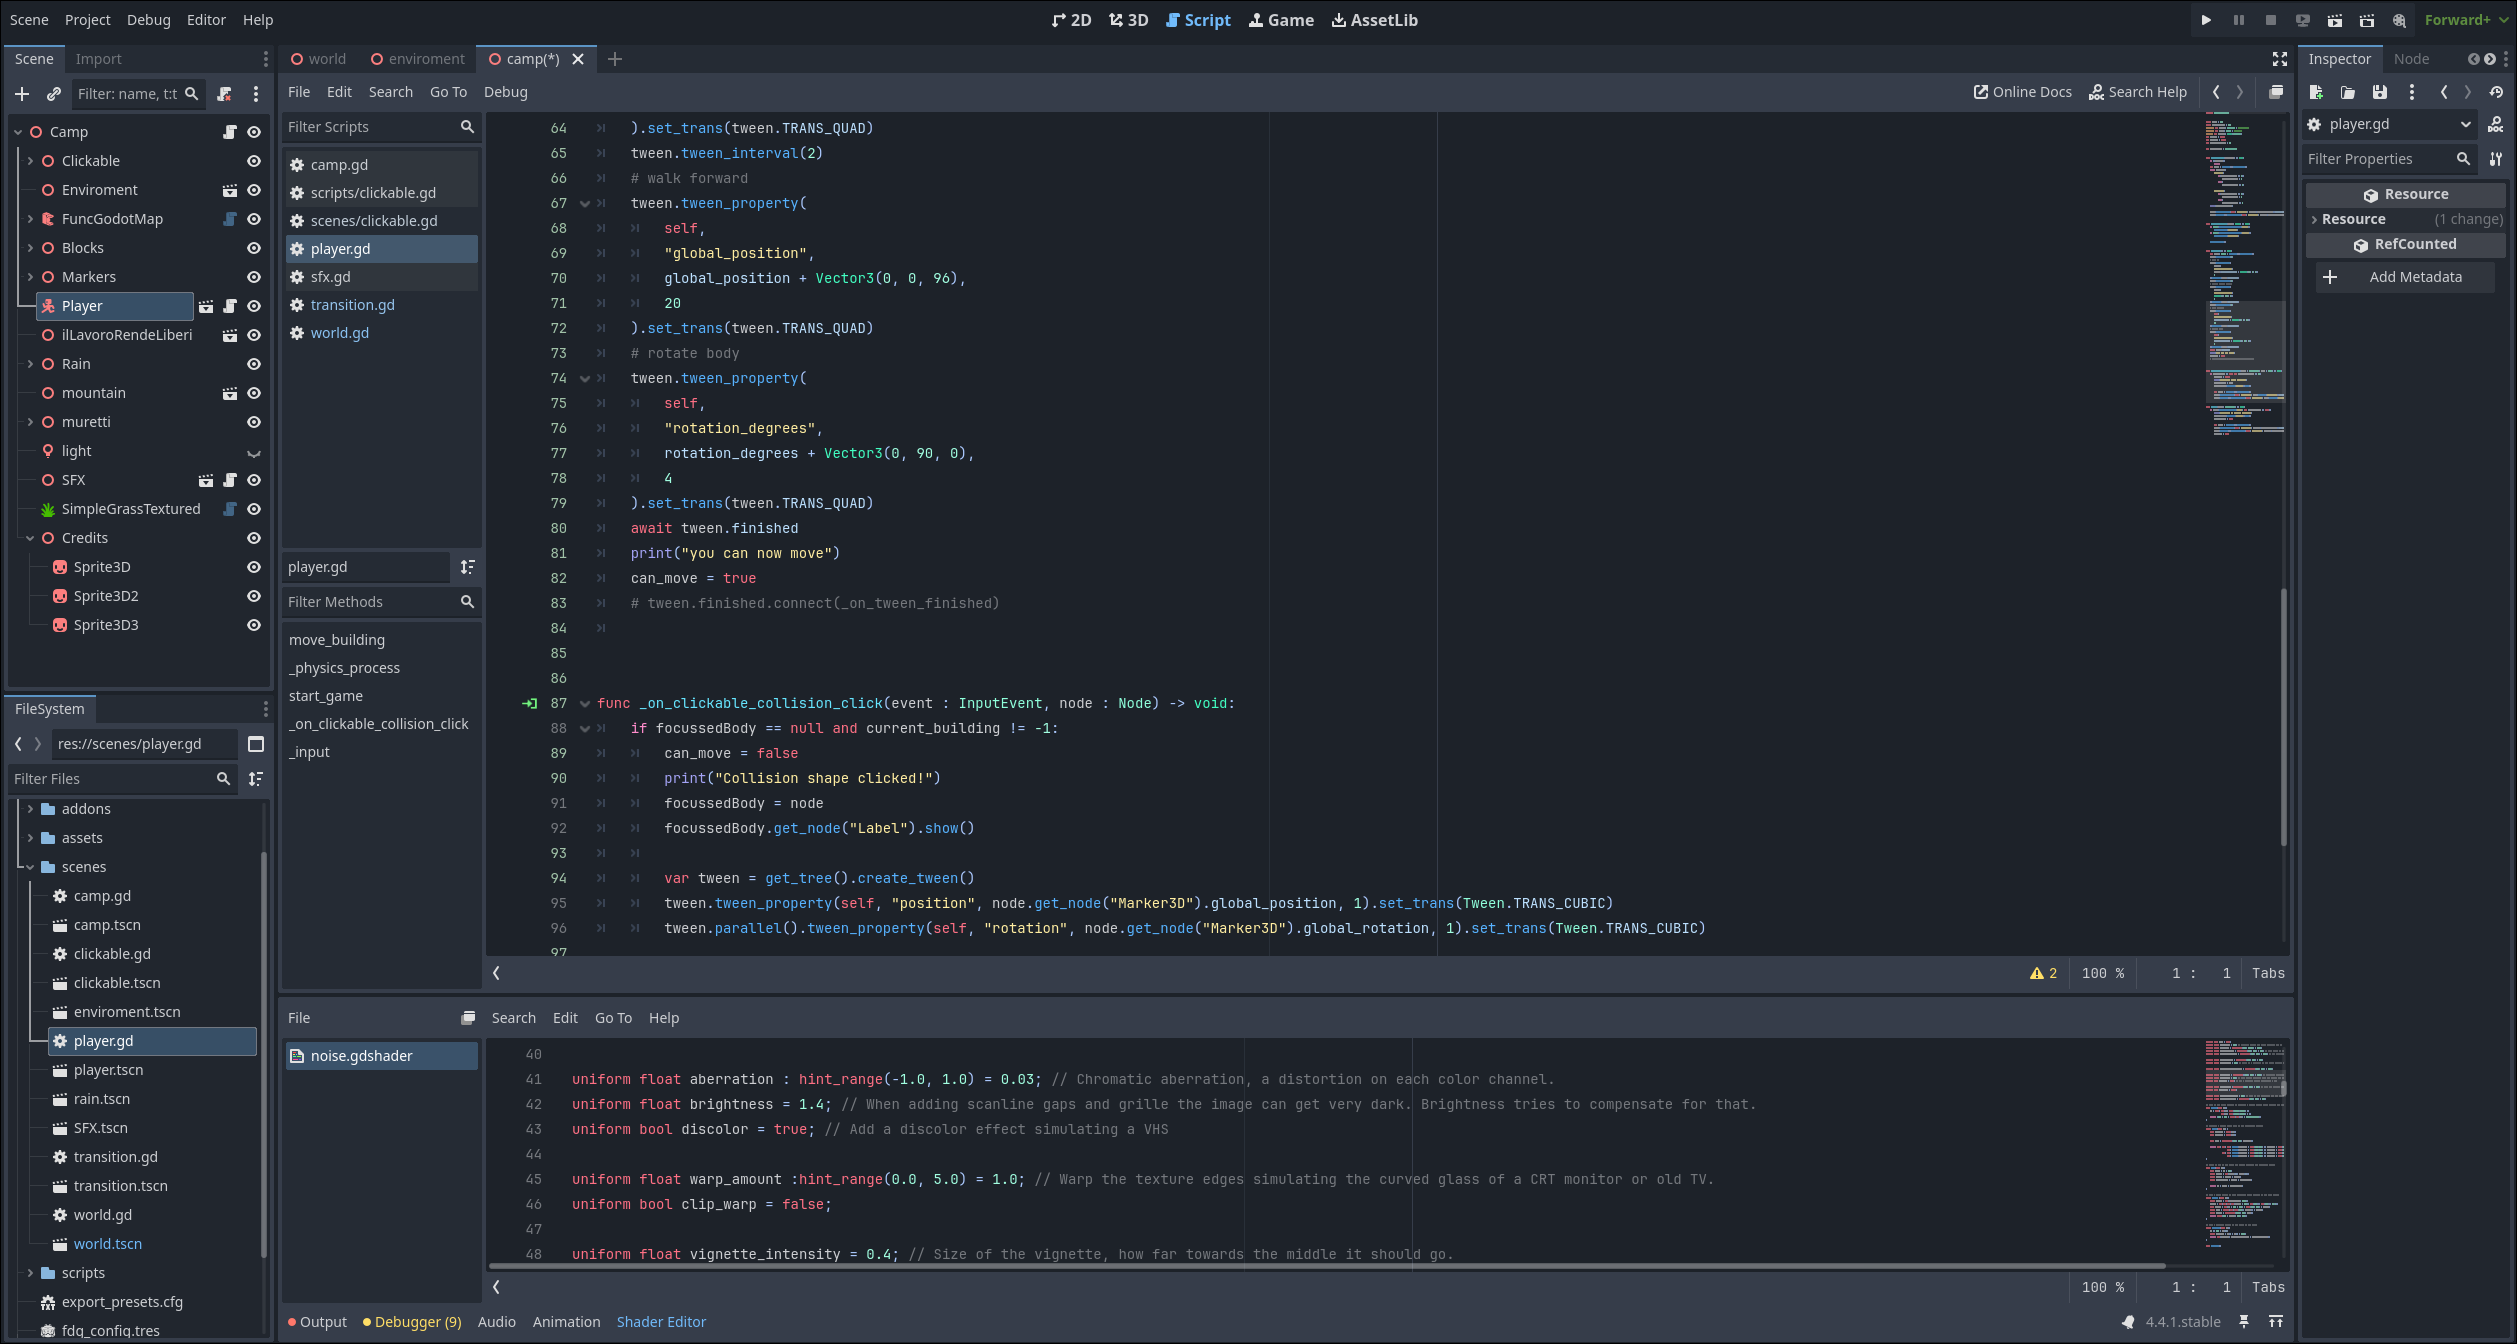 Scene Project Debug Editor Help
2D 3D Script Game AssetLib
Forward+
Scene Import
Filter: name, t:t
Camp
Clickable
Enviroment
FuncGodotMap
Blocks
Markers
Player
ilLavoroRendeLiberi
Rain
mountain
muretti
light
SFX
SimpleGrassTextured
Credits
Sprite3D
Sprite3D2
Sprite3D3
FileSystem
res://scenes/player.gd
Filter Files
addons
assets
scenes
camp.gd
camp.tscn
clickable.gd
clickable.tscn
enviroment.tscn
player.gd
player.tscn
rain.tscn
SFX.tscn
transition.gd
transition.tscn
world.gd
world.tscn
scripts
export_presets.cfg
fdg_config.tres
world enviroment camp(*)
File Edit Search Go To Debug
Online Docs Search Help
Filter Scripts
camp.gd
scripts/clickable.gd
scenes/clickable.gd
player.gd
sfx.gd
transition.gd
world.gd
player.gd
Filter Methods
move_building
_physics_process
start_game
_on_clickable_collision_click
_input
64 ).set_trans(tween.TRANS_QUAD)
65 tween.tween_interval(2)
66 # walk forward
67 tween.tween_property(
68 self,
69 "global_position",
70 global_position + Vector3(0, 0, 96),
71 20
72 ).set_trans(tween.TRANS_QUAD)
73 # rotate body
74 tween.tween_property(
75 self,
76 "rotation_degrees",
77 rotation_degrees + Vector3(0, 90, 0),
78 4
79 ).set_trans(tween.TRANS_QUAD)
80 await tween.finished
81 print("you can now move")
82 can_move = true
83 # tween.finished.connect(_on_tween_finished)
84
85
86
87 func _on_clickable_collision_click(event : InputEvent, node : Node) -> void:
88 if focussedBody == null and current_building != -1:
89 can_move = false
90 print("Collision shape clicked!")
91 focussedBody = node
92 focussedBody.get_node("Label").show()
93
94 var tween = get_tree().create_tween()
95 tween.tween_property(self, "position", node.get_node("Marker3D").global_position, 1).set_trans(Tween.TRANS_CUBIC)
96 tween.parallel().tween_property(self, "rotation", node.get_node("Marker3D").global_rotation, 1).set_trans(Tween.TRANS_CUBIC)
97
2 100 % 1 : 1 Tabs
File Search Edit Go To Help
noise.gdshader
40
41 uniform float aberration : hint_range(-1.0, 1.0) = 0.03; // Chromatic aberration, a distortion on each color channel.
42 uniform float brightness = 1.4; // When adding scanline gaps and grille the image can get very dark. Brightness tries to compensate for that.
43 uniform bool discolor = true; // Add a discolor effect simulating a VHS
44
45 uniform float warp_amount :hint_range(0.0, 5.0) = 1.0; // Warp the texture edges simulating the curved glass of a CRT monitor or old TV.
46 uniform bool clip_warp = false;
47
48 uniform float vignette_intensity = 0.4; // Size of the vignette, how far towards the middle it should go.
100 % 1 : 1 Tabs
Output Debugger (9) Audio Animation Shader Editor
4.4.1.stable
Inspector Node
player.gd
Filter Properties
Resource
Resource (1 change)
RefCounted
Add Metadata